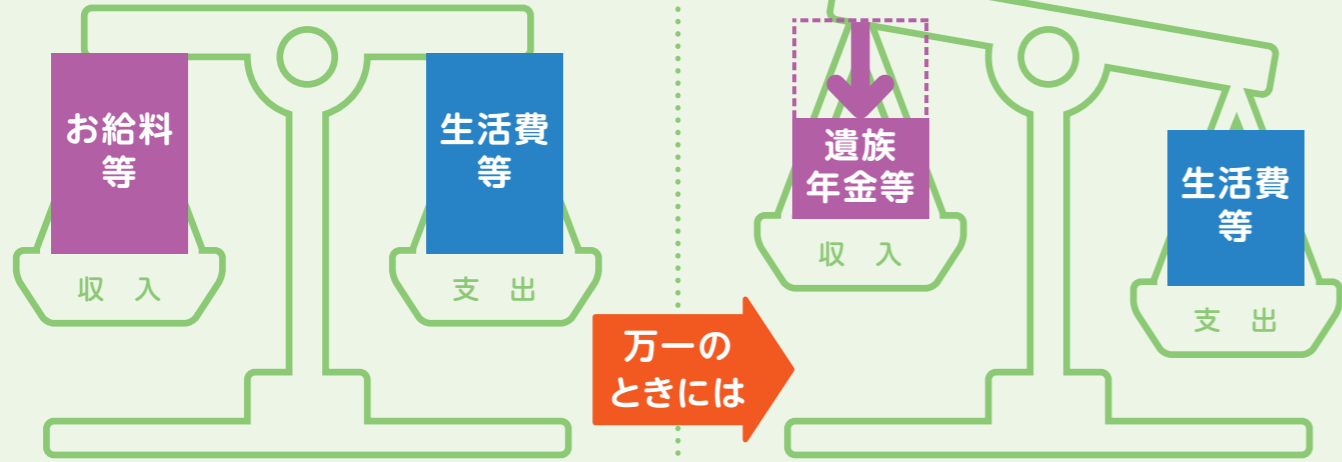 お給料
等
生活費
等
収 入
支 出
万一の
ときには
遺族
年金等
生活費
等
収 入
支 出